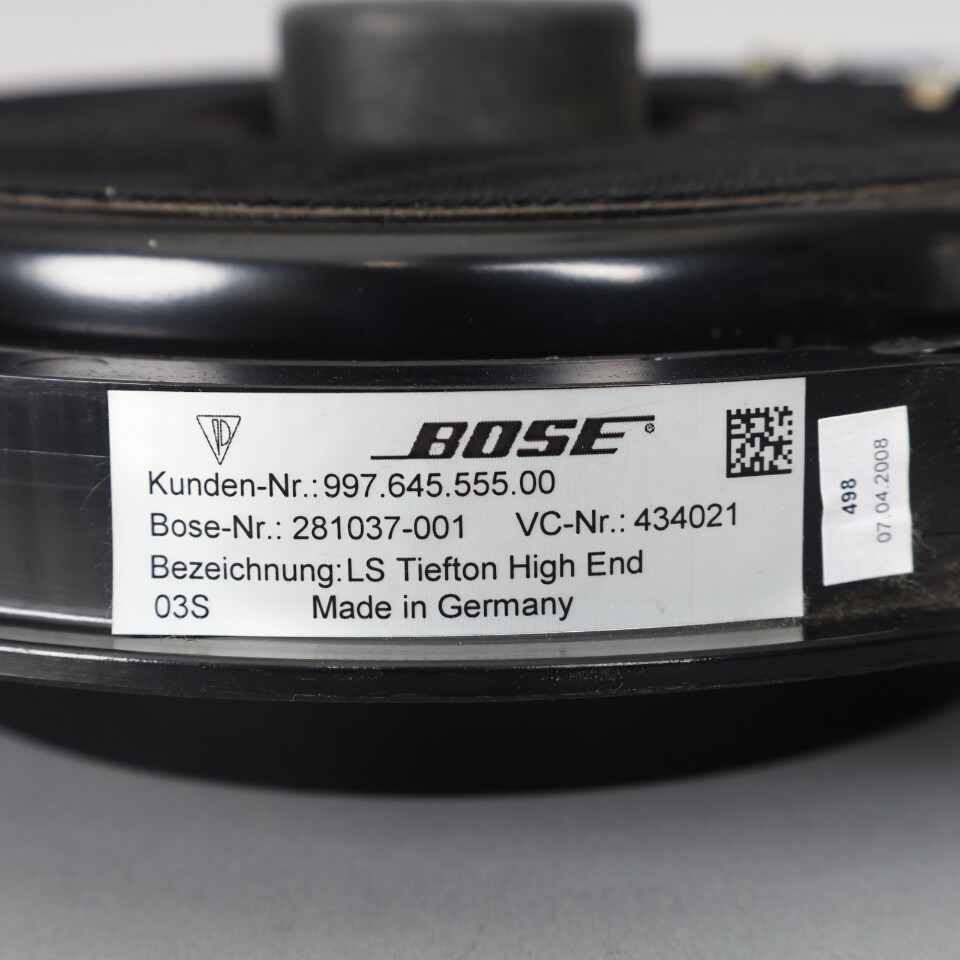 BOSE®
Kunden-Nr.: 997.645.555.00
Bose-Nr.: 281037-001 VC-Nr.: 434021
Bezeichnung: LS Tiefton High End
03S Made in Germany
498
07.04.2008